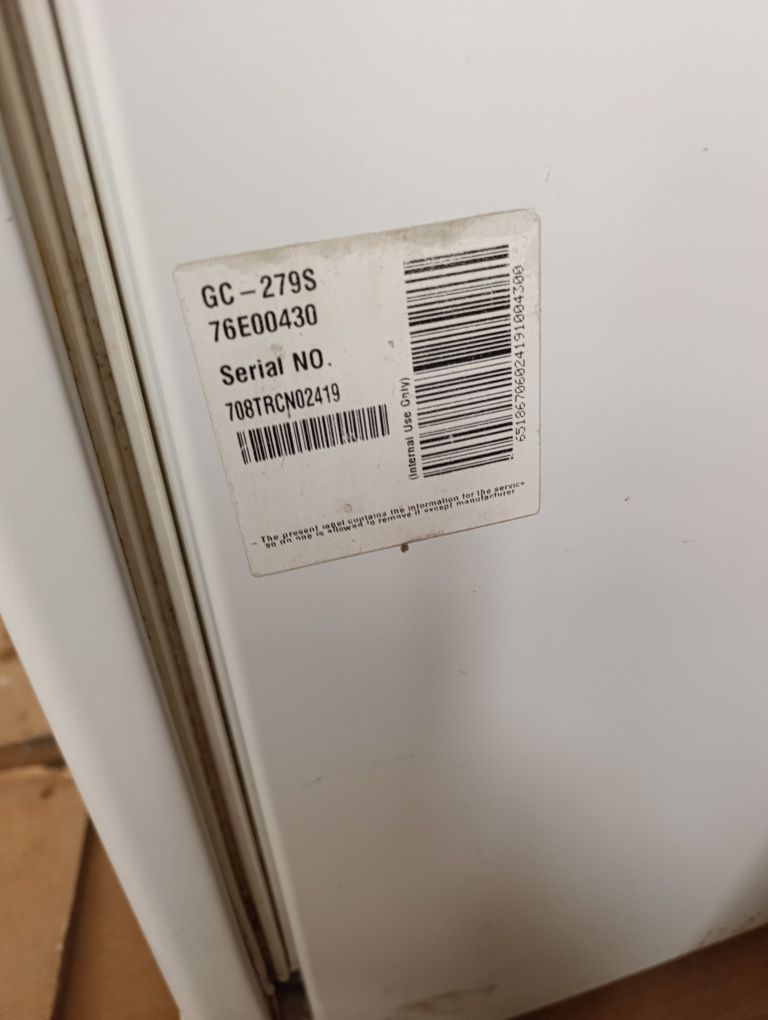 GC-279S
76E00430
Serial NO.
708TRCN02419
(Internal Use Only)
65186706024191004300
The present label contains the information for the service
so no one is allowed to remove it except manufacturer